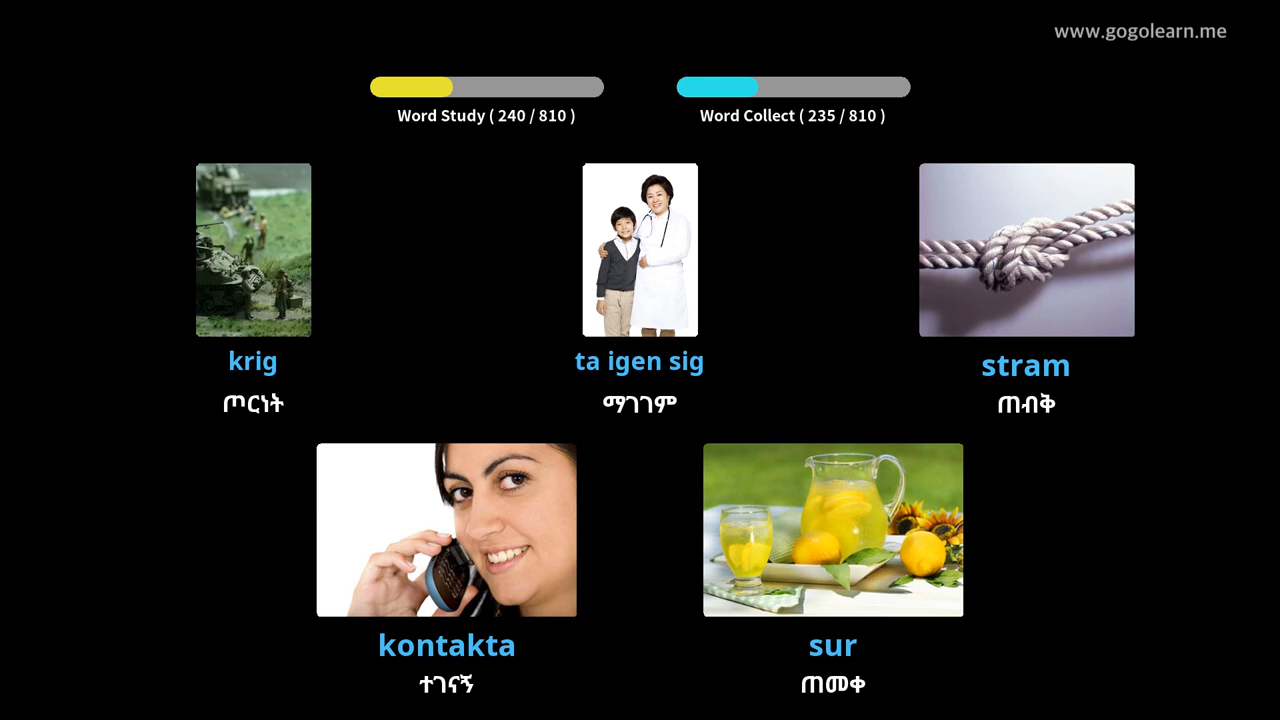 www.gogolearn.me
Word Study ( 240 / 810 )
Word Collect ( 235 / 810 )
krig
ጦርነት
ta igen sig
ማገገም
stram
ጠብቅ
kontakta
ተገናኝ
sur
ጠመቀ